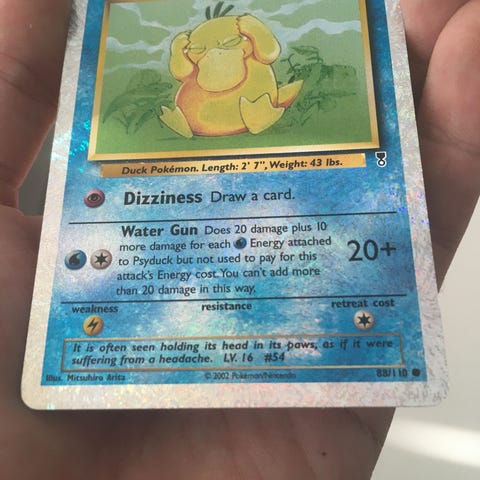 Duck Pokémon. Length: 2' 7", Weight: 43 lbs.
Dizziness Draw a card.
Water Gun Does 20 damage plus 10
more damage for each Energy attached
to Psyduck but not used to pay for this
attack's Energy cost. You can't add more
than 20 damage in this way.
20+
weakness resistance retreat cost
It is often seen holding its head in its paws, as if it were
suffering from a headache. LV. 16 #54
Illus. Mitsuhiro Arita © 2002 Pokémon/Nintendo 88/110